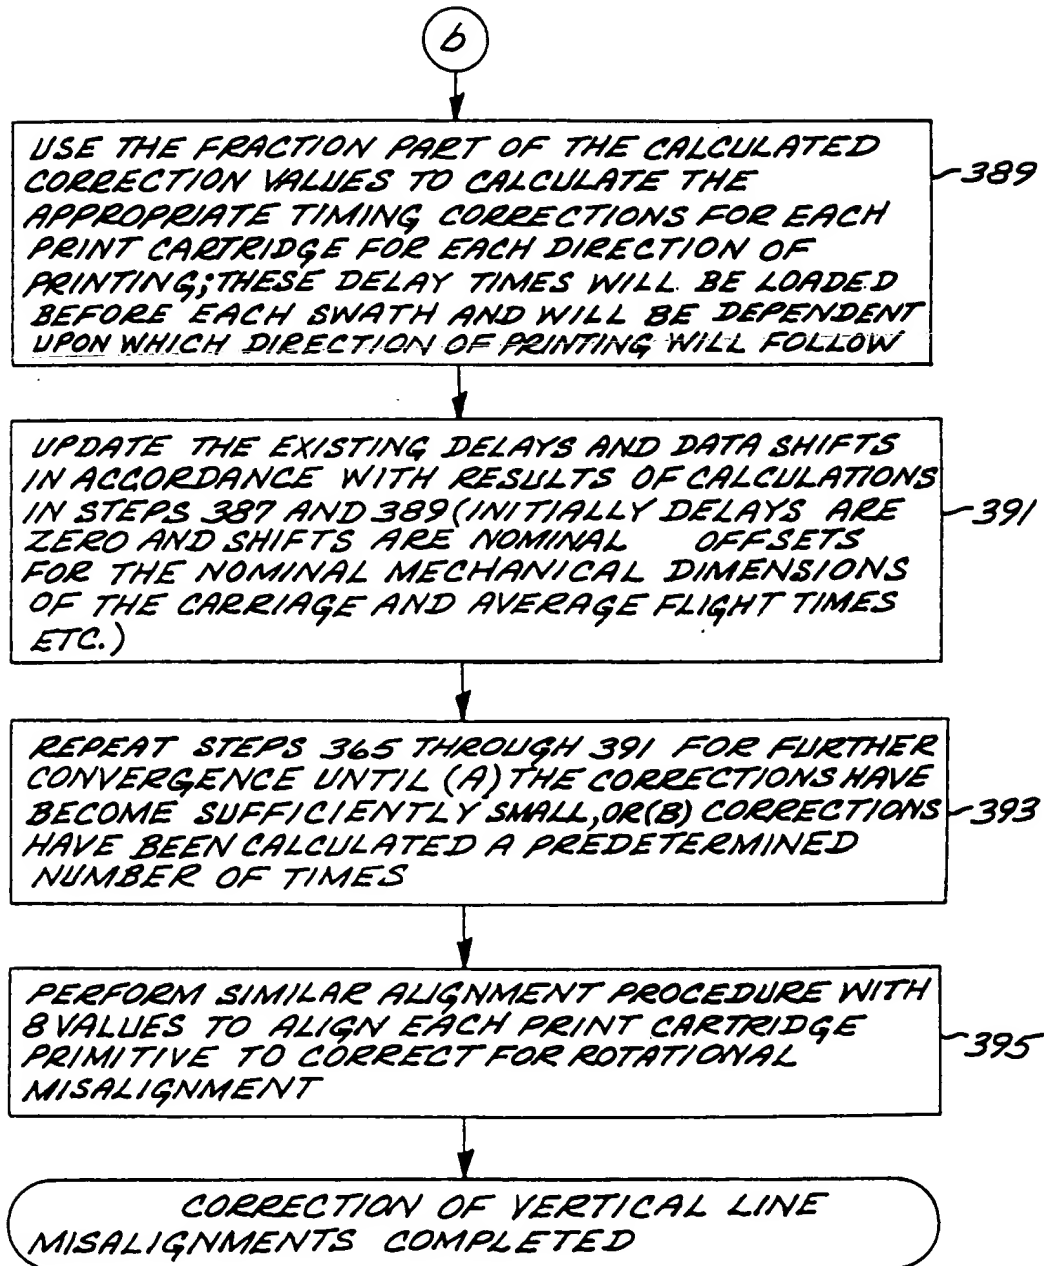 b
USE THE FRACTION PART OF THE CALCULATED
CORRECTION VALUES TO CALCULATE THE
APPROPRIATE TIMING CORRECTIONS FOR EACH
PRINT CARTRIDGE FOR EACH DIRECTION OF
PRINTING; THESE DELAY TIMES WILL BE LOADED
BEFORE EACH SWATH AND WILL BE DEPENDENT
UPON WHICH DIRECTION OF PRINTING WILL FOLLOW
389
UPDATE THE EXISTING DELAYS AND DATA SHIFTS
IN ACCORDANCE WITH RESULTS OF CALCULATIONS
IN STEPS 387 AND 389 (INITIALLY DELAYS ARE
ZERO AND SHIFTS ARE NOMINAL OFFSETS
FOR THE NOMINAL MECHANICAL DIMENSIONS
OF THE CARRIAGE AND AVERAGE FLIGHT TIMES
ETC.)
391
REPEAT STEPS 365 THROUGH 391 FOR FURTHER
CONVERGENCE UNTIL (A) THE CORRECTIONS HAVE
BECOME SUFFICIENTLY SMALL, OR (B) CORRECTIONS
HAVE BEEN CALCULATED A PREDETERMINED
NUMBER OF TIMES
393
PERFORM SIMILAR ALIGNMENT PROCEDURE WITH
8 VALUES TO ALIGN EACH PRINT CARTRIDGE
PRIMITIVE TO CORRECT FOR ROTATIONAL
MISALIGNMENT
395
CORRECTION OF VERTICAL LINE
MISALIGNMENTS COMPLETED